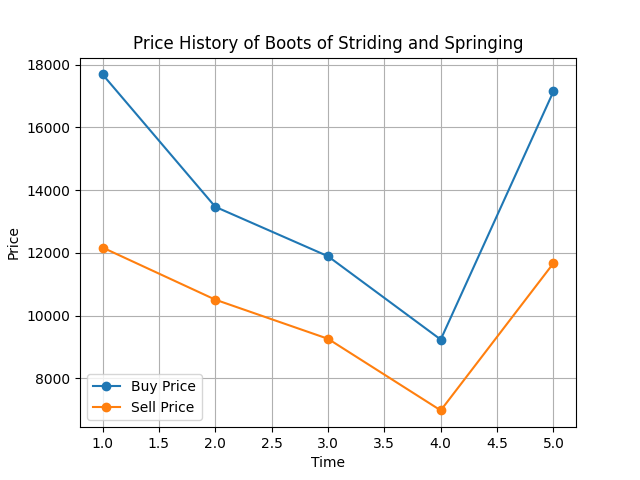 Price History of Boots of Striding and Springing
18000
16000
14000
12000
10000
8000
Price
Buy Price
Sell Price
1.0 1.5 2.0 2.5 3.0 3.5 4.0 4.5 5.0
Time